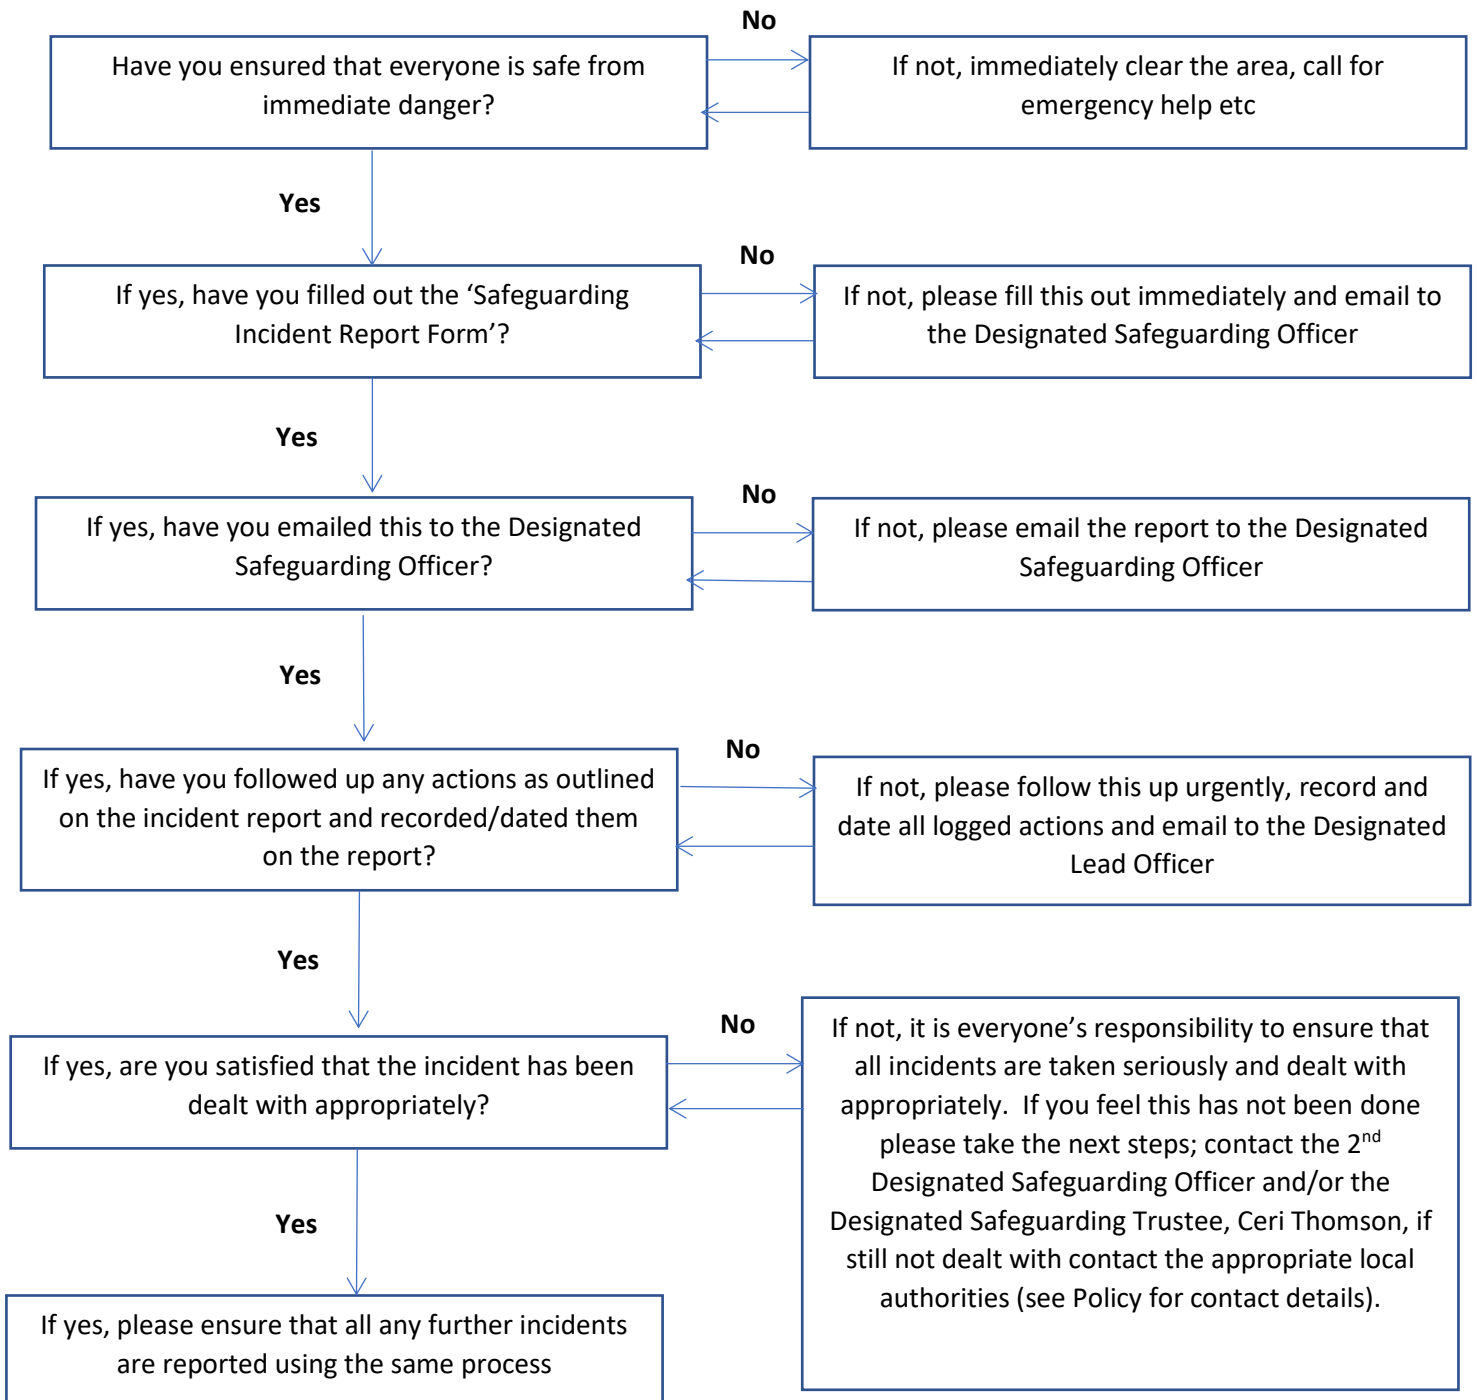 No
Have you ensured that everyone is safe from
immediate danger?
If not, immediately clear the area, call for
emergency help etc
Yes
No
If yes, have you filled out the ‘Safeguarding
Incident Report Form’?
If not, please fill this out immediately and email to
the Designated Safeguarding Officer
Yes
No
If yes, have you emailed this to the Designated
Safeguarding Officer?
If not, please email the report to the Designated
Safeguarding Officer
Yes
No
If yes, have you followed up any actions as outlined
on the incident report and recorded/dated them
on the report?
If not, please follow this up urgently, record and
date all logged actions and email to the Designated
Lead Officer
Yes
No
If yes, are you satisfied that the incident has been
dealt with appropriately?
If not, it is everyone’s responsibility to ensure that
all incidents are taken seriously and dealt with
appropriately.  If you feel this has not been done
please take the next steps; contact the 2nd
Designated Safeguarding Officer and/or the
Designated Safeguarding Trustee, Ceri Thomson, if
still not dealt with contact the appropriate local
authorities (see Policy for contact details).
Yes
If yes, please ensure that all any further incidents
are reported using the same process